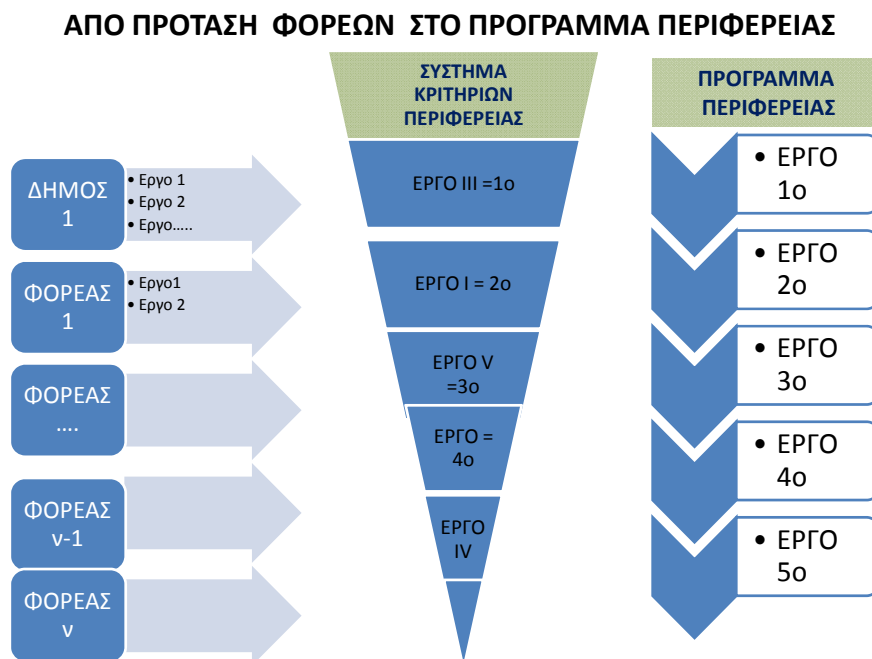 ΑΠΟ ΠΡΟΤΑΣΗ ΦΟΡΕΩΝ ΣΤΟ ΠΡΟΓΡΑΜΜΑ ΠΕΡΙΦΕΡΕΙΑΣ
ΔΗΜΟΣ
1
• Εργο 1
• Εργο 2
• Εργο.....
ΦΟΡΕΑΣ
1
• Εργο1
• Εργο 2
ΦΟΡΕΑΣ
....
ΦΟΡΕΑΣ
ν-1
ΦΟΡΕΑΣ
ν
ΣΥΣΤΗΜΑ
ΚΡΙΤΗΡΙΩΝ
ΠΕΡΙΦΕΡΕΙΑΣ
ΕΡΓΟ III =1ο
ΕΡΓΟ I = 2ο
ΕΡΓΟ V
=3ο
ΕΡΓΟ =
4ο
ΕΡΓΟ
IV
ΠΡΟΓΡΑΜΜΑ
ΠΕΡΙΦΕΡΕΙΑΣ
• ΕΡΓΟ
1ο
• ΕΡΓΟ
2ο
• ΕΡΓΟ
3ο
• ΕΡΓΟ
4ο
• ΕΡΓΟ
5ο